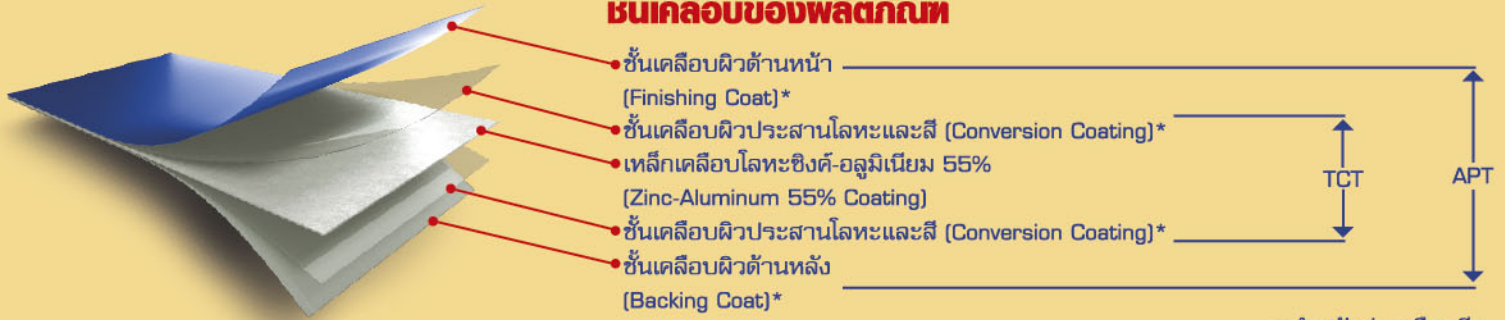 ชั้นเคลือบของผลิตภัณฑ์
ชั้นเคลือบผิวด้านหน้า
(Finishing Coat)*
ชั้นเคลือบผิวประสานโลหะและสี (Conversion Coating)*
เหล็กเคลือบโลหะซิงค์-อลูมิเนียม 55%
(Zinc-Aluminum 55% Coating)
TCT
APT
ชั้นเคลือบผิวประสานโลหะและสี (Conversion Coating)*
ชั้นเคลือบผิวด้านหลัง
(Backing Coat)*